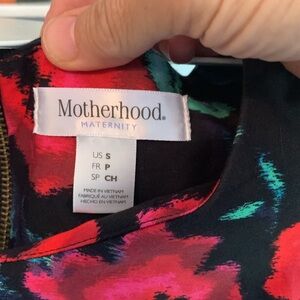 Motherhood®
MATERNITY
US S
FR P
SP CH
MADE IN VIETNAM
FABRIQUÉ AU VIETNAM
HECHO EN VIETNAM